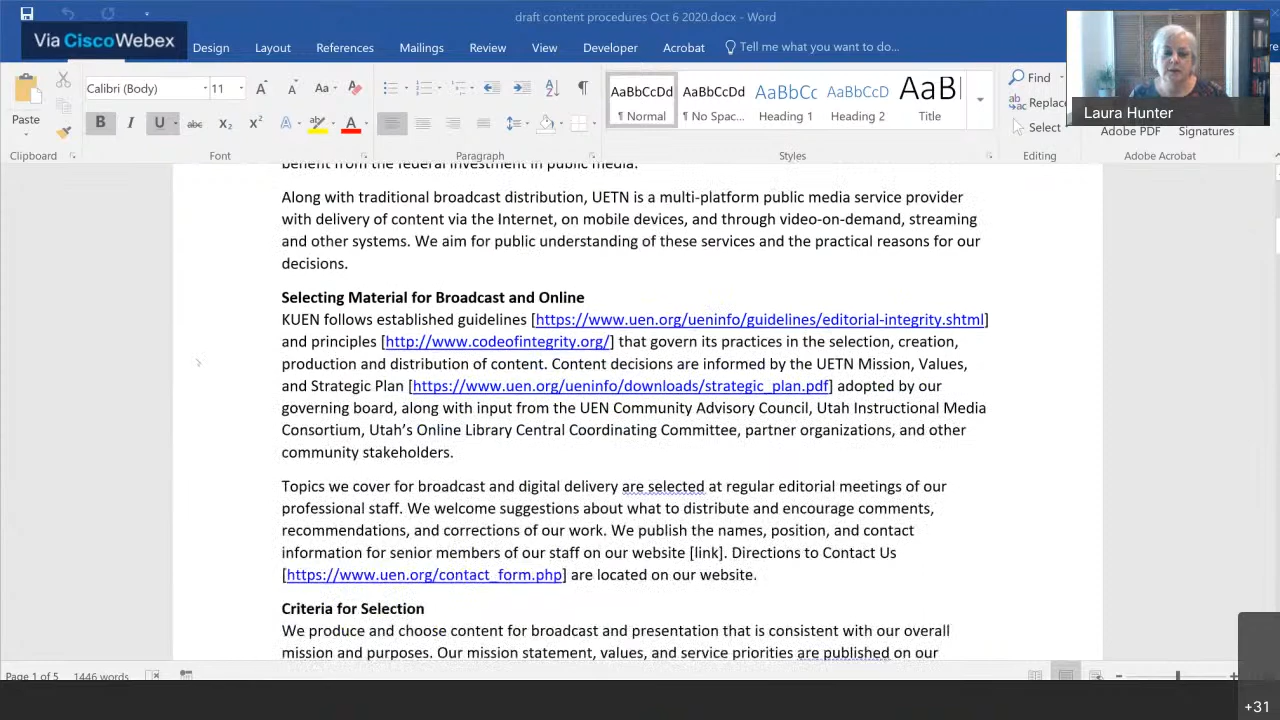 draft content procedures Oct 6 2020.docx - Word
Via CiscoWebex
Design Layout References Mailings Review View Developer Acrobat Tell me what you want to do...
Calibri (Body) 11 Aa
Paste
B I U abc X₂ X² A A
AaBbCcDd AaBbCcDd AaBbCc AaBbCcD AaB
¶ Normal ¶ No Spac... Heading 1 Heading 2 Title
Find
Replace
Select
Laura Hunter
Adobe PDF Signatures
Clipboard Font Paragraph Styles Editing Adobe Acrobat
benefit from the federal investment in public media.
Along with traditional broadcast distribution, UETN is a multi-platform public media service provider
with delivery of content via the Internet, on mobile devices, and through video-on-demand, streaming
and other systems. We aim for public understanding of these services and the practical reasons for our
decisions.
Selecting Material for Broadcast and Online
KUEN follows established guidelines [https://www.uen.org/ueninfo/guidelines/editorial-integrity.shtml]
and principles [http://www.codeofintegrity.org/] that govern its practices in the selection, creation,
production and distribution of content. Content decisions are informed by the UETN Mission, Values,
and Strategic Plan [https://www.uen.org/ueninfo/downloads/strategic_plan.pdf] adopted by our
governing board, along with input from the UEN Community Advisory Council, Utah Instructional Media
Consortium, Utah's Online Library Central Coordinating Committee, partner organizations, and other
community stakeholders.
Topics we cover for broadcast and digital delivery are selected at regular editorial meetings of our
professional staff. We welcome suggestions about what to distribute and encourage comments,
recommendations, and corrections of our work. We publish the names, position, and contact
information for senior members of our staff on our website [link]. Directions to Contact Us
[https://www.uen.org/contact_form.php] are located on our website.
Criteria for Selection
We produce and choose content for broadcast and presentation that is consistent with our overall
mission and purposes. Our mission statement, values, and service priorities are published on our
Page 1 of 5 1446 words
+31